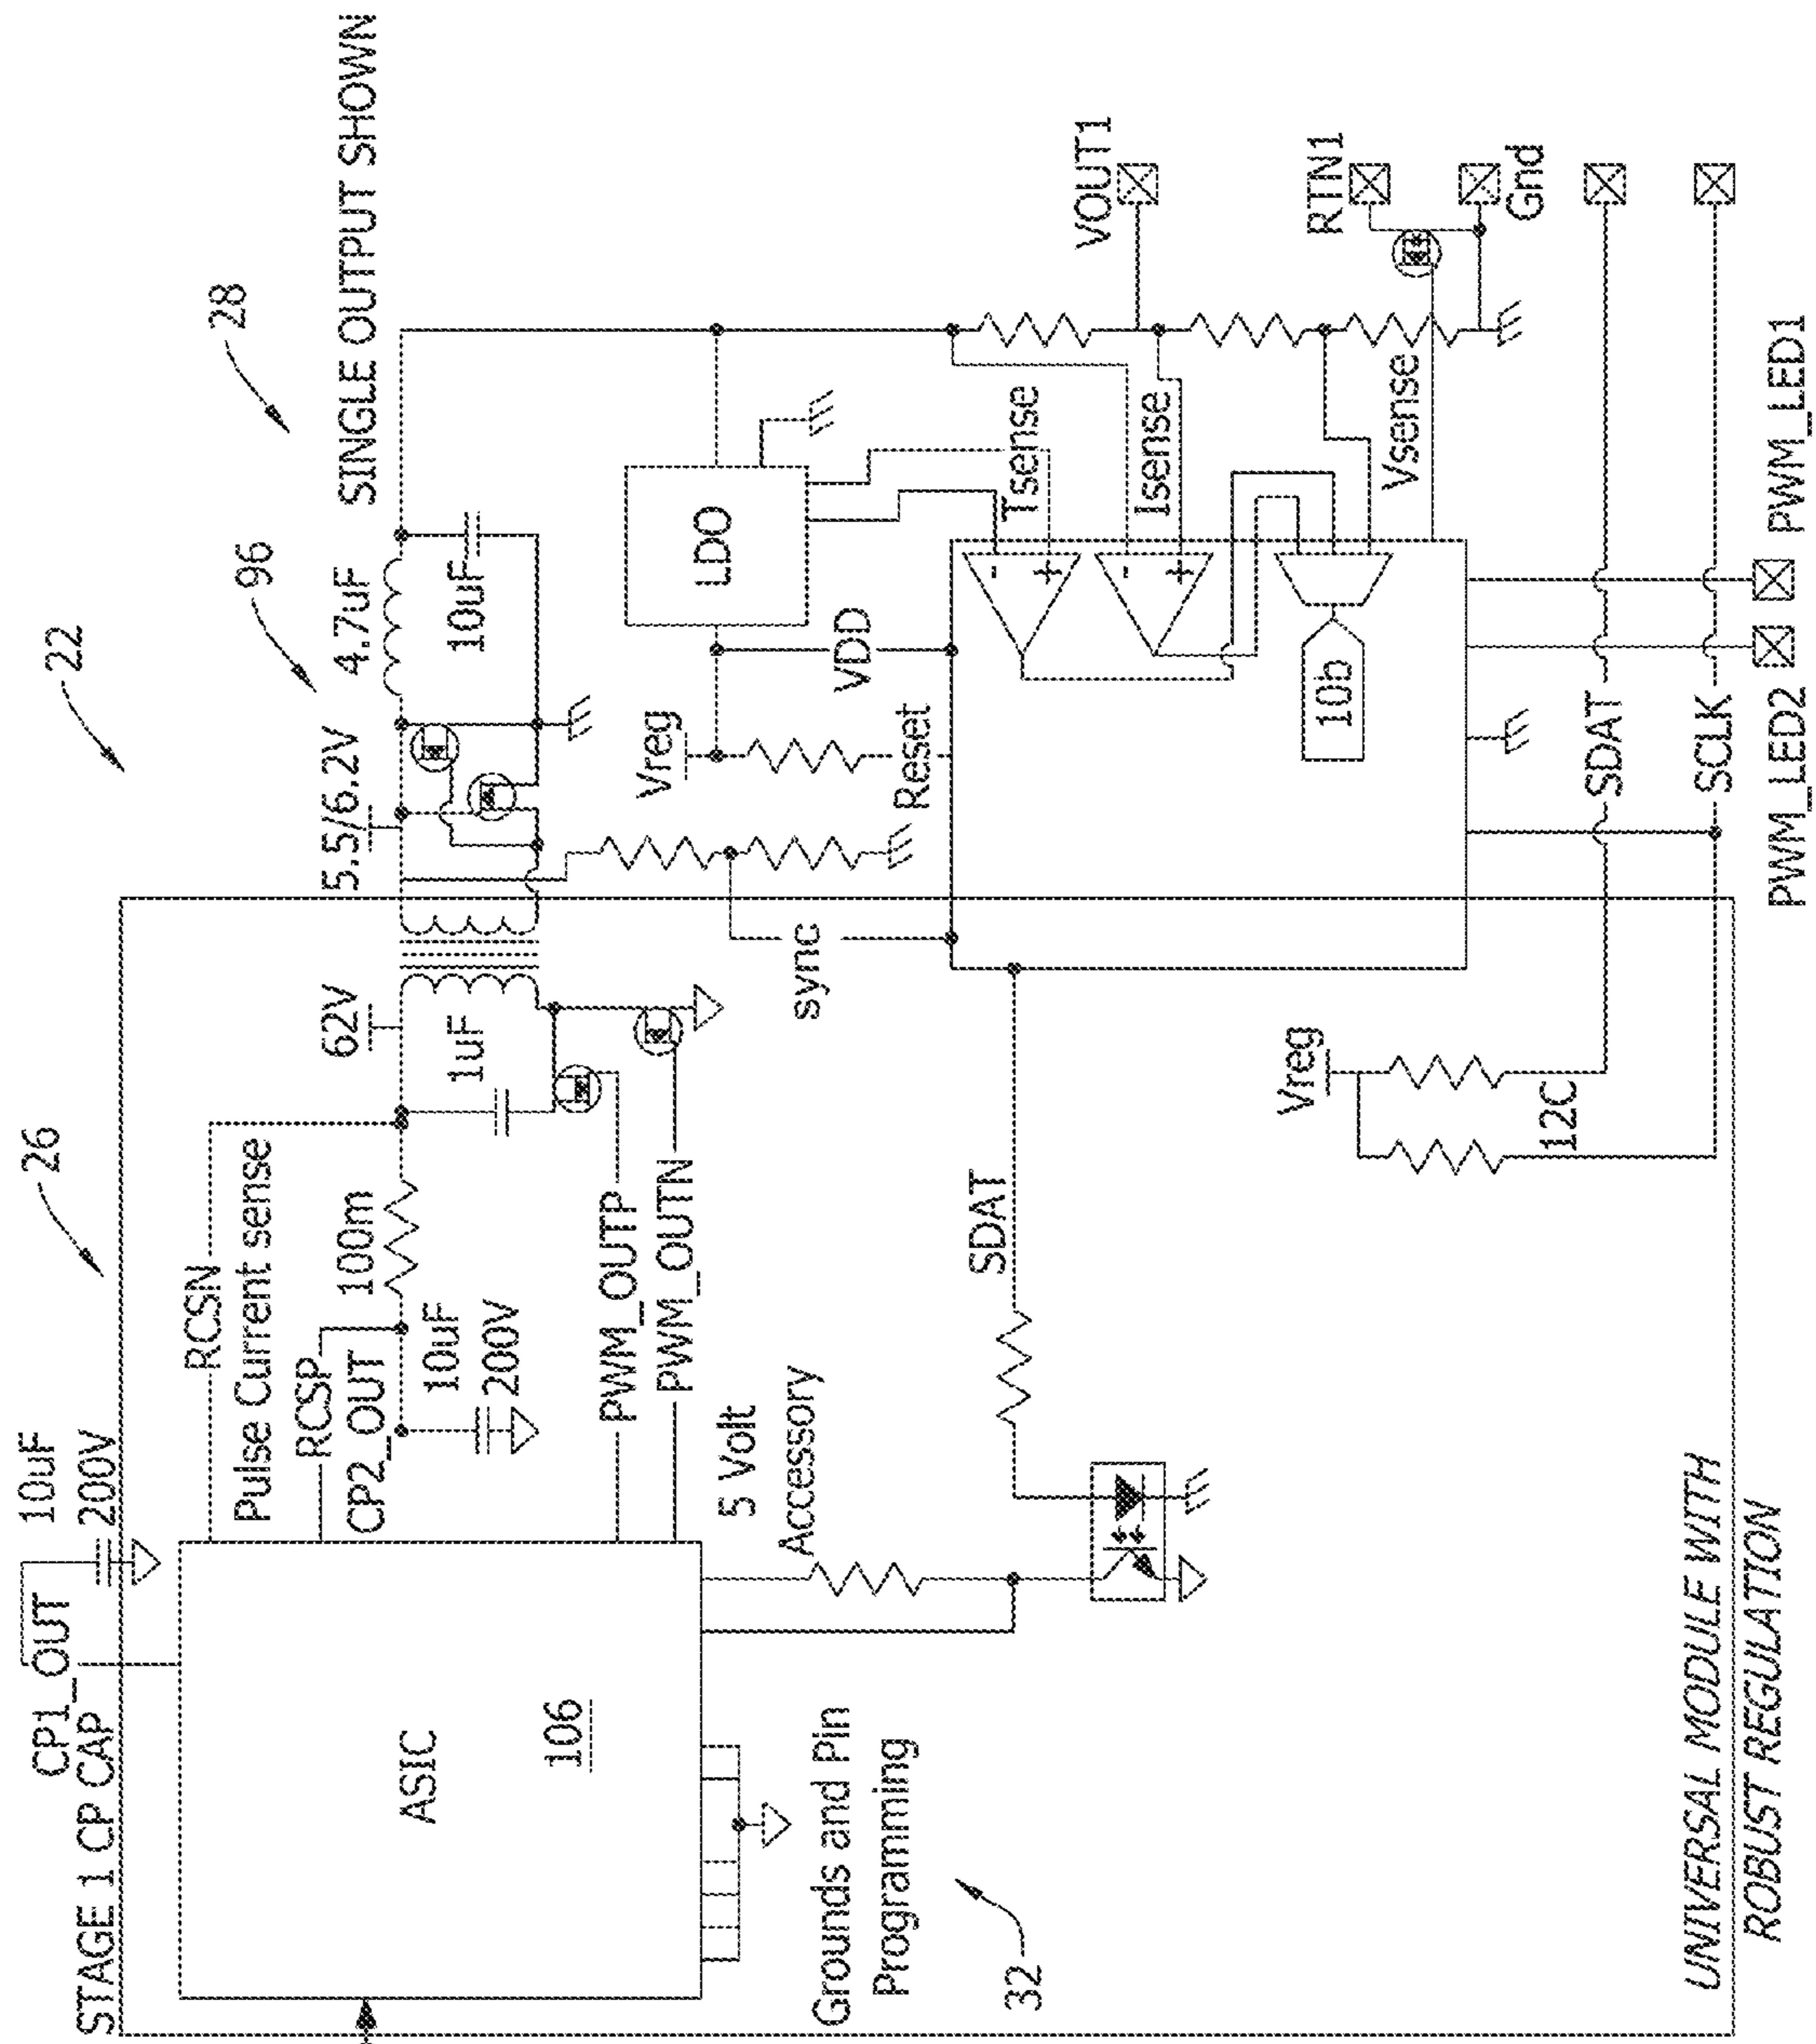 22
26
28
96
SINGLE OUTPUT SHOWN
CP1_OUT
STAGE 1 CP CAP
10uF
200V
RCSN
Pulse Current sense
RCSP
CP2_OUT
100m
10uF
200V
62V
1uF
5.5/6.2V
4.7uF
10uF
PWM_OUTP
PWM_OUTN
ASIC
106
5 Volt
Accessory
Grounds and Pin
Programming
32
sync
Vreg
Reset
VDD
LDO
Tsense
Isense
Vsense
10b
VOUT1
RTN1
Gnd
SDAT
Vreg
12C
SDAT
SCLK
PWM_LED2
PWM_LED1
UNIVERSAL MODULE WITH
ROBUST REGULATION